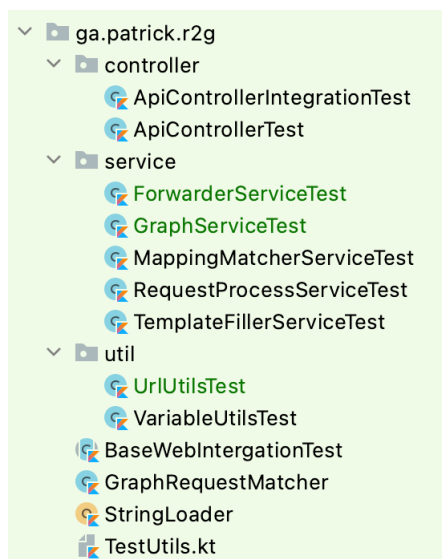 ga.patrick.r2g
controller
ApiControllerIntegrationTest
ApiControllerTest
service
ForwarderServiceTest
GraphServiceTest
MappingMatcherServiceTest
RequestProcessServiceTest
TemplateFillerServiceTest
util
UrlUtilsTest
VariableUtilsTest
BaseWebIntergationTest
GraphRequestMatcher
StringLoader
TestUtils.kt